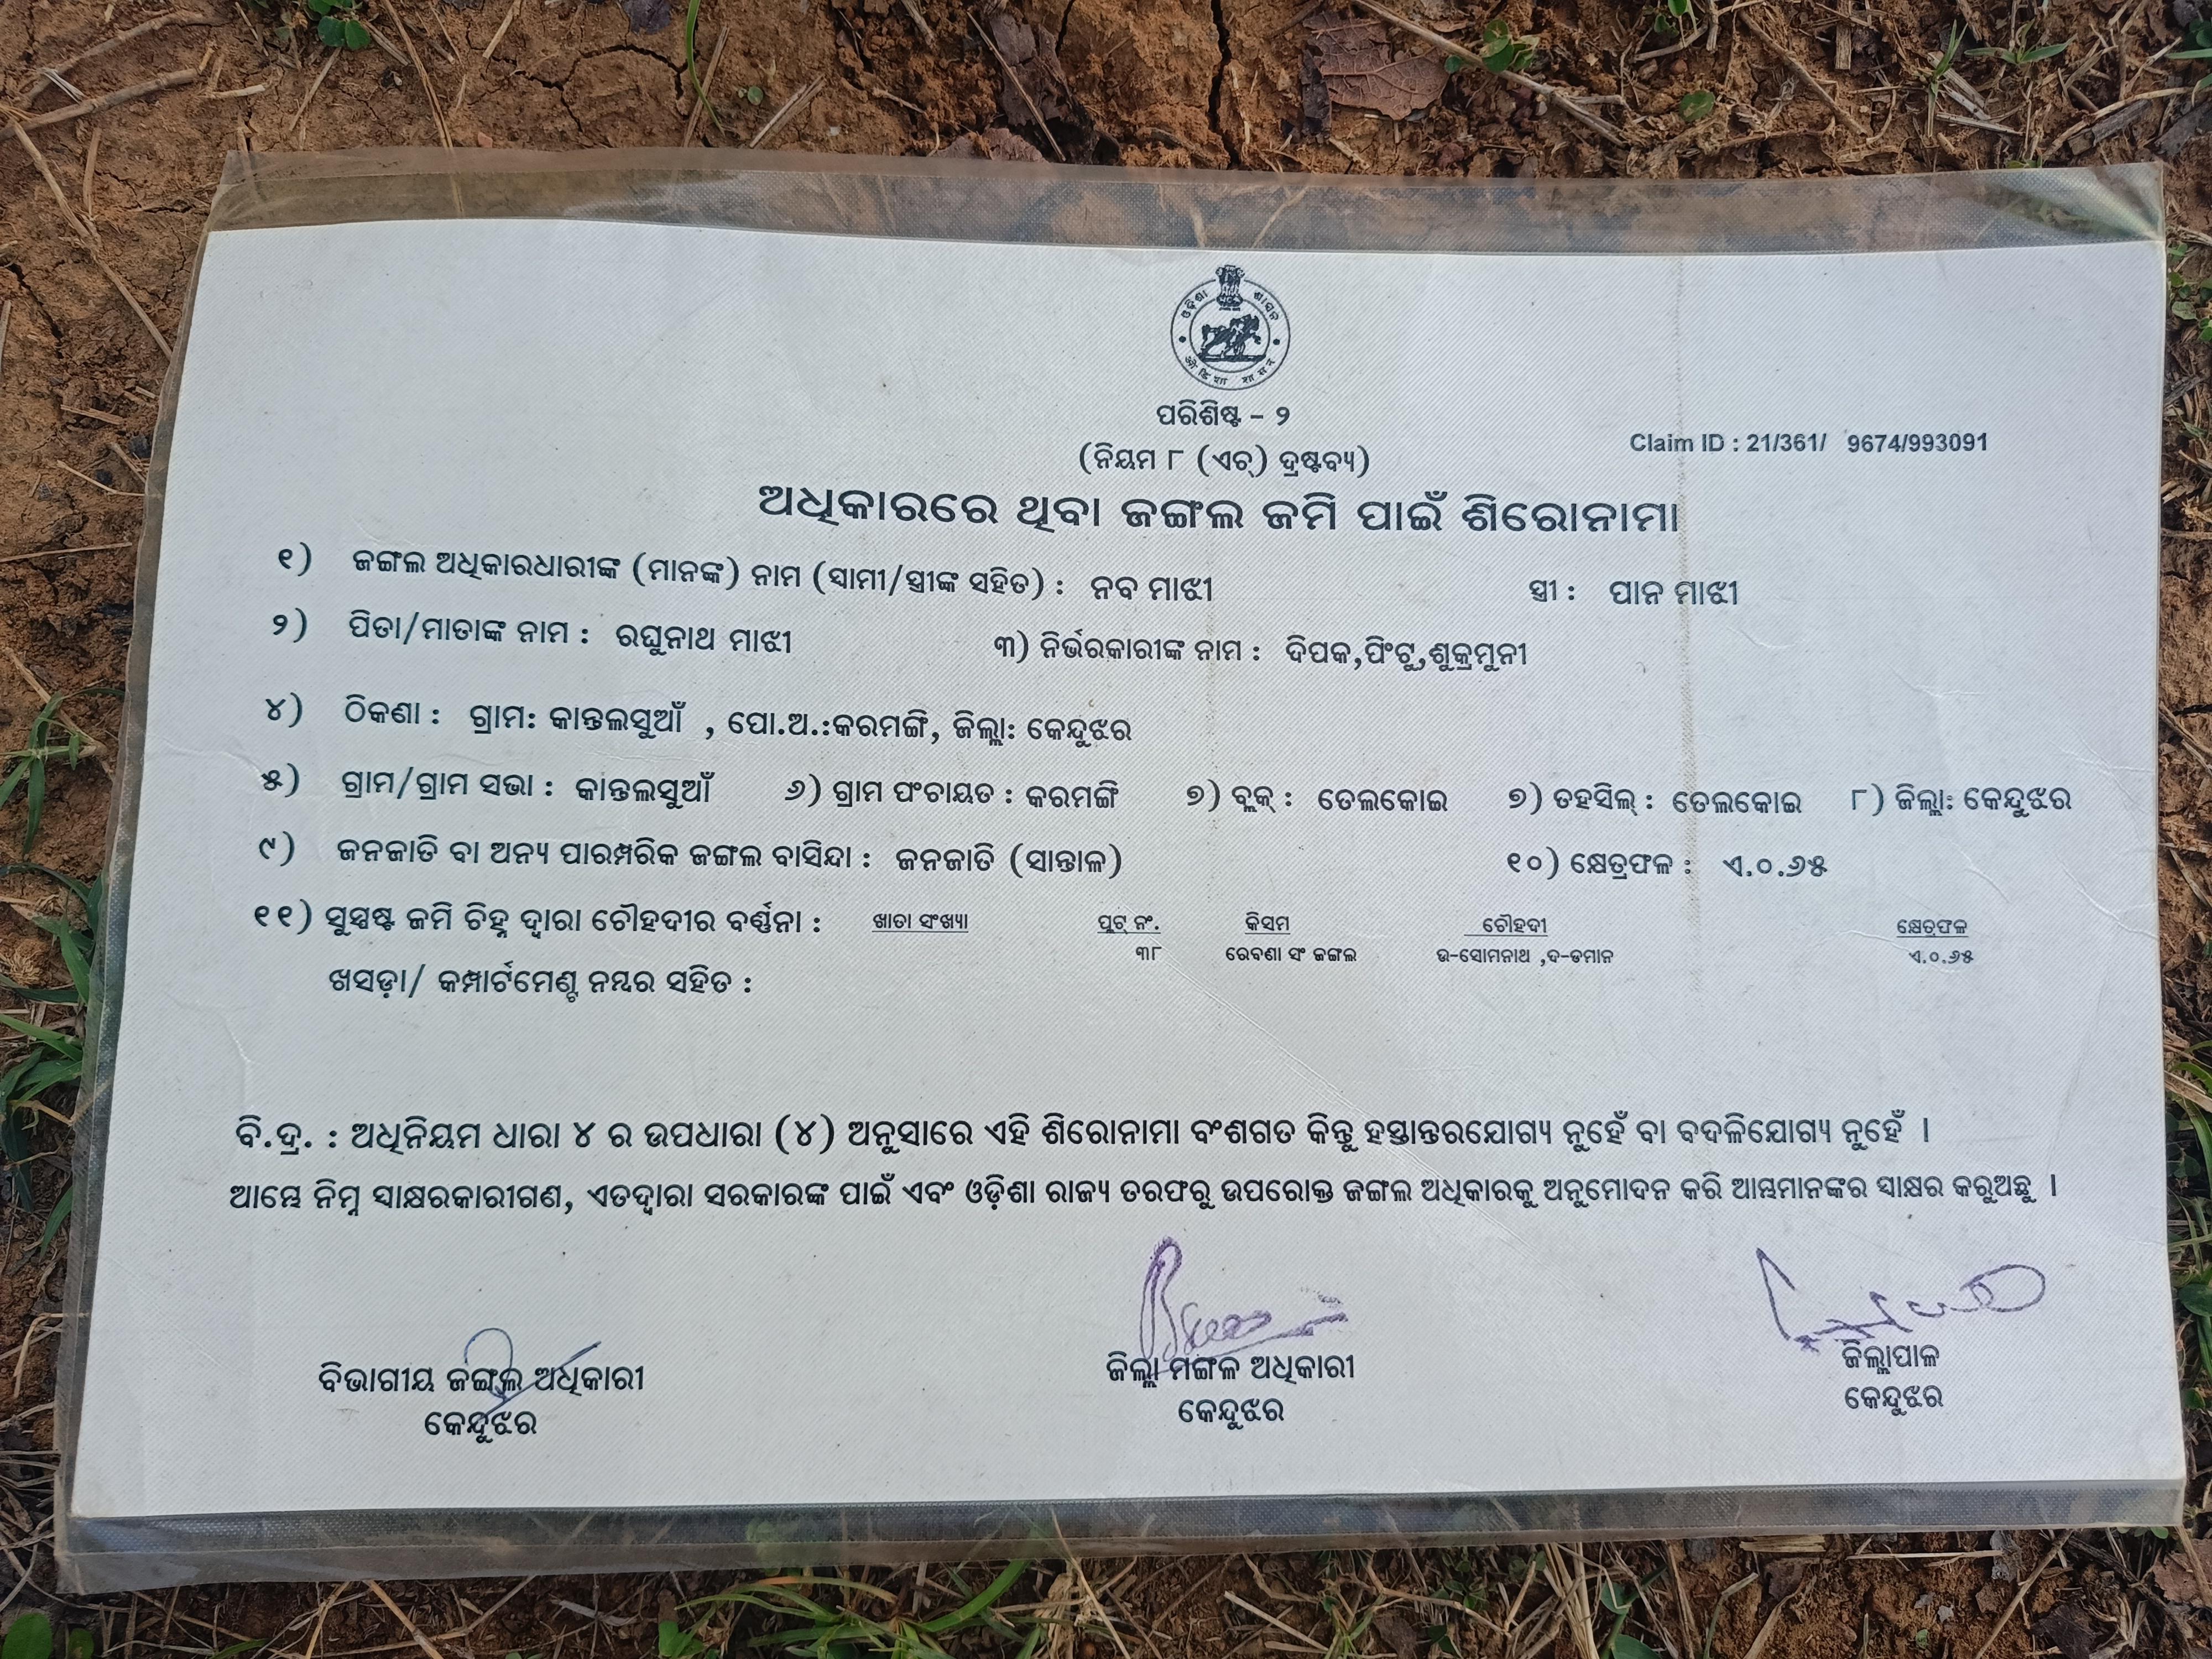 ଓଡ଼ିଶା ଶାସନ
ओडिशा शासन
ପରିଶିଷ୍ଟ - ୨
(ନିୟମ ୮ (ଏଚ୍) ଦ୍ରଷ୍ଟବ୍ୟ)
Claim ID : 21/361/ 9674/993091
ଅଧିକାରରେ ଥିବା ଜଙ୍ଗଲ ଜମି ପାଇଁ ଶିରୋନାମା
୧) ଜଙ୍ଗଲ ଅଧିକାରଧାରୀଙ୍କ (ମାନଙ୍କ) ନାମ (ସ୍ୱାମୀ/ସ୍ତ୍ରୀଙ୍କ ସହିତ) : ନବ ମାଝୀ ସ୍ତ୍ରୀ : ପାନ ମାଝୀ
୨) ପିତା/ମାତାଙ୍କ ନାମ : ରଘୁନାଥ ମାଝୀ ୩) ନିର୍ଭରକାରୀଙ୍କ ନାମ : ଦିପକ,ପିଂଟୁ,ଶୁକ୍ରମୁନୀ
୪) ଠିକଣା : ଗ୍ରାମ: କାନ୍ତଲସୁଆଁ , ପୋ.ଅ.:କରମଙ୍ଗି, ଜିଲ୍ଲା: କେନ୍ଦୁଝର
୫) ଗ୍ରାମ/ଗ୍ରାମ ସଭା : କାନ୍ତଲସୁଆଁ ୬) ଗ୍ରାମ ପଂଚାୟତ : କରମଙ୍ଗି ୭) ବ୍ଲକ୍ : ତେଲକୋଇ ୭) ତହସିଲ୍ : ତେଲକୋଇ ୮) ଜିଲ୍ଲା: କେନ୍ଦୁଝର
୯) ଜନଜାତି ବା ଅନ୍ୟ ପାରମ୍ପରିକ ଜଙ୍ଗଲ ବାସିନ୍ଦା : ଜନଜାତି (ସାନ୍ତାଳ) ୧୦) କ୍ଷେତ୍ରଫଳ : ଏ.୦.୬୫
୧୧) ସୁସ୍ପଷ୍ଟ ଜମି ଚିହ୍ନ ଦ୍ୱାରା ଚୌହଦୀର ବର୍ଣ୍ଣନା : ଖାତା ସଂଖ୍ୟା ପ୍ଲଟ୍ ନଂ. କିସମ ଚୌହଦୀ କ୍ଷେତ୍ରଫଳ
୩୮ ରେବଣା ସଂ ଜଙ୍ଗଲ ଉ-ସୋମନାଥ ,ଦ-ଡମାନ ଏ.୦.୬୫
ଖସଡ଼ା/ କମ୍ପାର୍ଟମେଣ୍ଟ ନମ୍ବର ସହିତ :
ବି.ଦ୍ର. : ଅଧିନିୟମ ଧାରା ୪ ର ଉପଧାରା (୪) ଅନୁସାରେ ଏହି ଶିରୋନାମା ବଂଶଗତ କିନ୍ତୁ ହସ୍ତାନ୍ତରଯୋଗ୍ୟ ନୁହେଁ ବା ବଦଳିଯୋଗ୍ୟ ନୁହେଁ ।
ଆମ୍ଭେ ନିମ୍ନ ସ୍ୱାକ୍ଷରକାରୀଗଣ, ଏତଦ୍ୱାରା ସରକାରଙ୍କ ପାଇଁ ଏବଂ ଓଡ଼ିଶା ରାଜ୍ୟ ତରଫରୁ ଉପରୋକ୍ତ ଜଙ୍ଗଲ ଅଧିକାରକୁ ଅନୁମୋଦନ କରି ଆମ୍ଭମାନଙ୍କର ସ୍ୱାକ୍ଷର କରୁଅଛୁ ।
ବିଭାଗୀୟ ଜଙ୍ଗଲ ଅଧିକାରୀ
କେନ୍ଦୁଝର
ଜିଲ୍ଲା ମଙ୍ଗଳ ଅଧିକାରୀ
କେନ୍ଦୁଝର
ଜିଲ୍ଲାପାଳ
କେନ୍ଦୁଝର